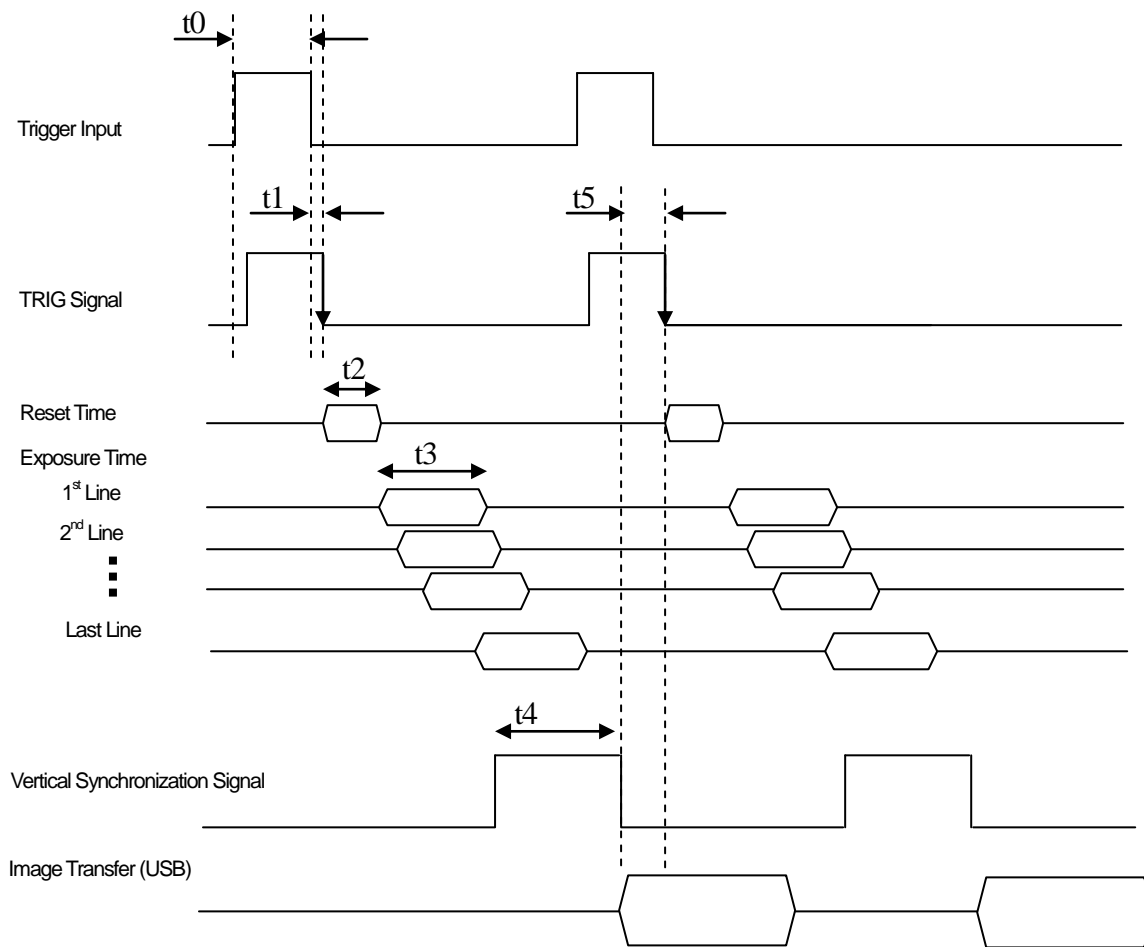 t0
Trigger Input
t1
t5
TRIG Signal
t2
Reset Time
Exposure Time
t3
1st Line
2nd Line
Last Line
t4
Vertical Synchronization Signal
Image Transfer (USB)